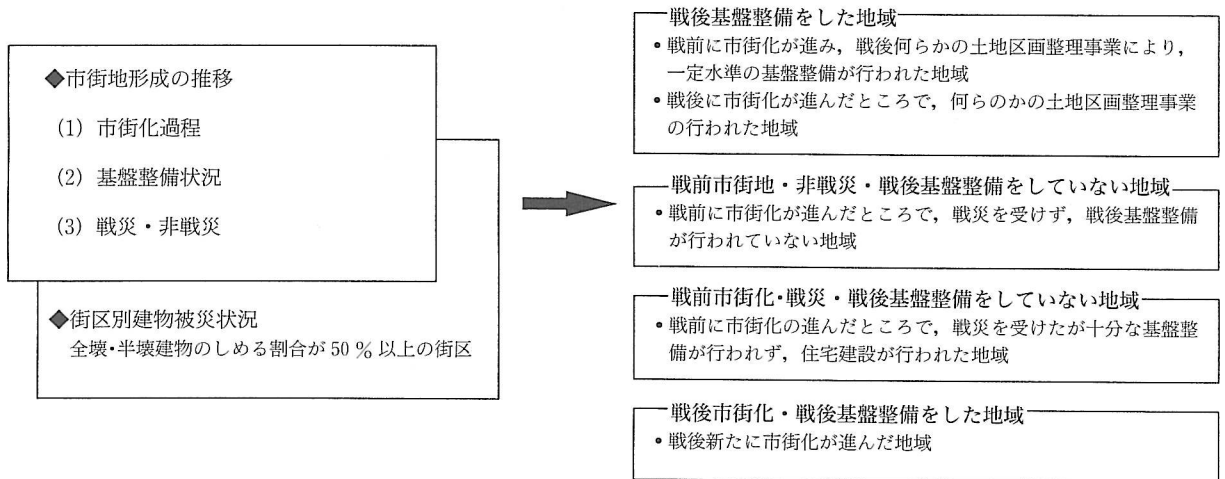 ◆市街地形成の推移
(1) 市街化過程
(2) 基盤整備状況
(3) 戦災・非戦災
◆街区別建物被災状況
全壊・半壊建物のしめる割合が 50 % 以上の街区
戦後基盤整備をした地域
• 戦前に市街化が進み，戦後何らかの土地区画整理事業により，
一定水準の基盤整備が行われた地域
• 戦後に市街化が進んだところで，何らのかの土地区画整理事業
の行われた地域
戦前市街地・非戦災・戦後基盤整備をしていない地域
• 戦前に市街化が進んだところで，戦災を受けず，戦後基盤整備
が行われていない地域
戦前市街化・戦災・戦後基盤整備をしていない地域
• 戦前に市街化の進んだところで，戦災を受けたが十分な基盤整
備が行われず，住宅建設が行われた地域
戦後市街化・戦後基盤整備をした地域
• 戦後新たに市街化が進んだ地域